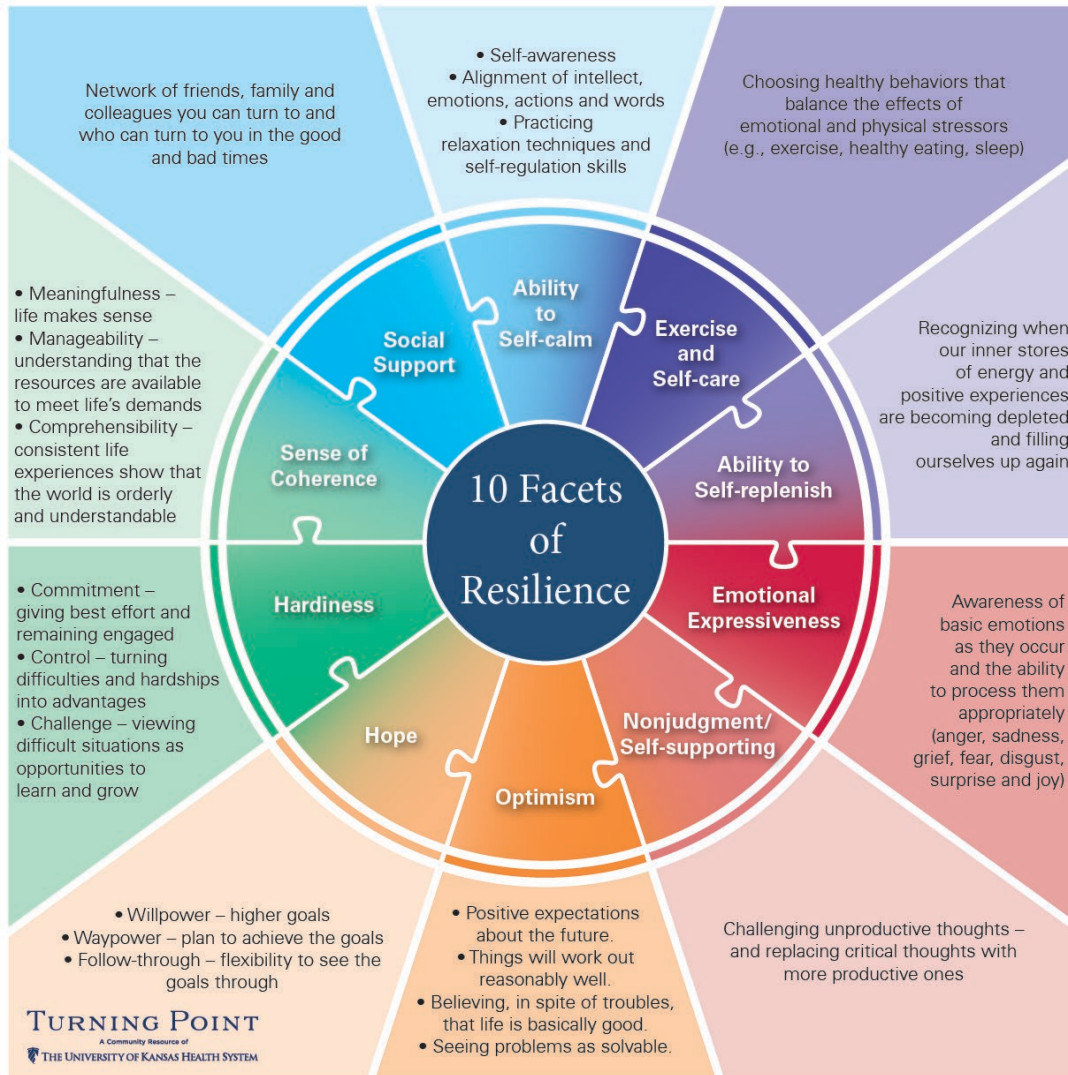 Network of friends, family and
colleagues you can turn to and
who can turn to you in the good
and bad times
• Self-awareness
• Alignment of intellect,
emotions, actions and words
• Practicing
relaxation techniques and
self-regulation skills
Choosing healthy behaviors that
balance the effects of
emotional and physical stressors
(e.g., exercise, healthy eating, sleep)
• Meaningfulness –
life makes sense
• Manageability –
understanding that the
resources are available
to meet life's demands
• Comprehensibility –
consistent life
experiences show that
the world is orderly
and understandable
Social
Support
Ability
to
Self-calm
Exercise
and
Self-care
Recognizing when
our inner stores
of energy and
positive experiences
are becoming depleted
and filling
ourselves up again
Sense of
Coherence
10 Facets
of
Resilience
Ability to
Self-replenish
• Commitment –
giving best effort and
remaining engaged
• Control – turning
difficulties and hardships
into advantages
• Challenge – viewing
difficult situations as
opportunities to
learn and grow
Hardiness
Emotional
Expressiveness
Awareness of
basic emotions
as they occur
and the ability
to process them
appropriately
(anger, sadness,
grief, fear, disgust,
surprise and joy)
Hope
Optimism
Nonjudgment/
Self-supporting
• Willpower – higher goals
• Waypower – plan to achieve the goals
• Follow-through – flexibility to see the
goals through
• Positive expectations
about the future.
• Things will work out
reasonably well.
• Believing, in spite of troubles,
that life is basically good.
• Seeing problems as solvable.
Challenging unproductive thoughts –
and replacing critical thoughts with
more productive ones
TURNING POINT
A Community Resource of
THE UNIVERSITY OF KANSAS HEALTH SYSTEM